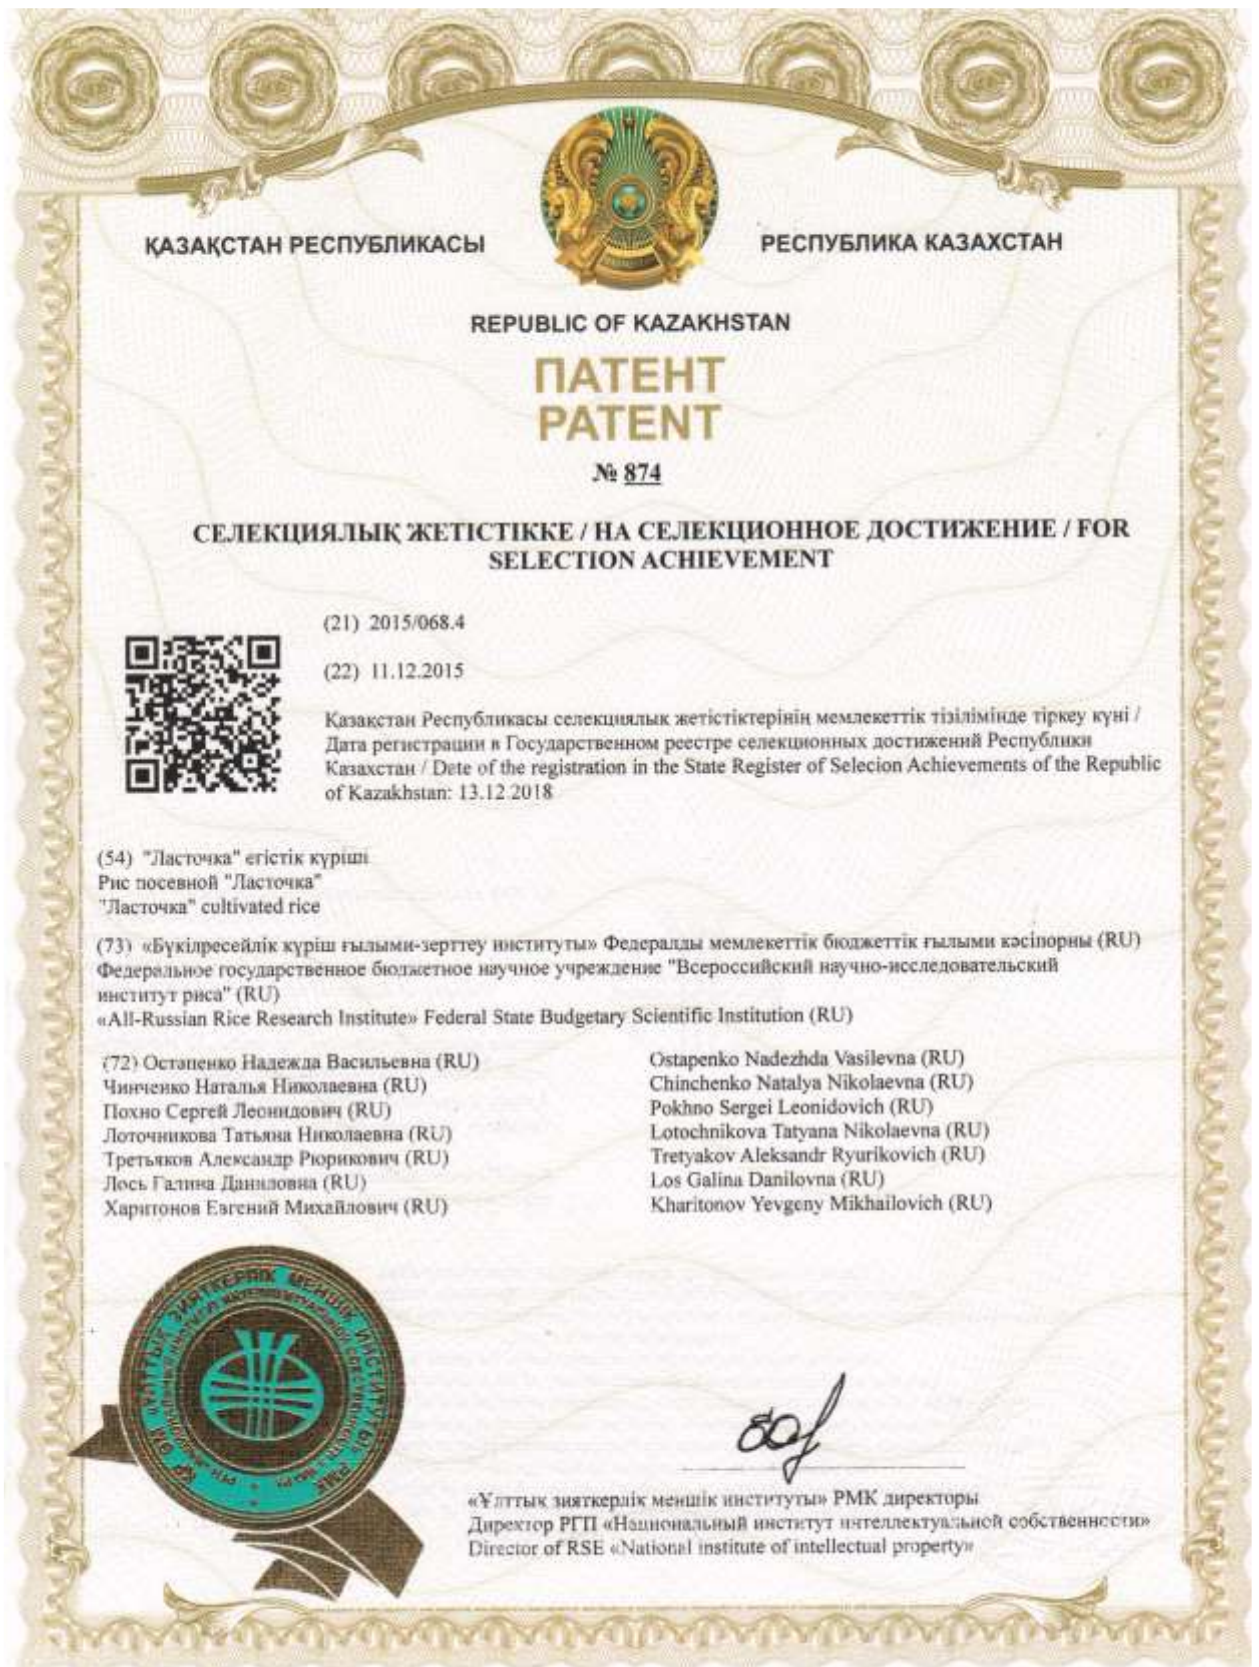 ҚАЗАҚСТАН РЕСПУБЛИКАСЫ
РЕСПУБЛИКА КАЗАХСТАН
REPUBLIC OF KAZAKHSTAN
ПАТЕНТ
PATENT
№ 874
СЕЛЕКЦИЯЛЫҚ ЖЕТІСТІККЕ / НА СЕЛЕКЦИОННОЕ ДОСТИЖЕНИЕ / FOR
SELECTION ACHIEVEMENT
(21) 2015/068.4
(22) 11.12.2015
Қазақстан Республикасы селекциялық жетістіктерінің мемлекеттік тізілімінде тіркеу күні /
Дата регистрации в Государственном реестре селекционных достижений Республики
Казахстан / Date of the registration in the State Register of Selecion Achievements of the Republic
of Kazakhstan: 13.12.2018
(54) "Ласточка" егістік күріші
Рис посевной "Ласточка"
"Ласточка" cultivated rice
(73) «Бүкілресейлік күріш ғылыми-зерттеу институты» Федералды мемлекеттік бюджеттік ғылыми кәсіпорны (RU)
Федеральное государственное бюджетное научное учреждение "Всероссийский научно-исследовательский
институт риса" (RU)
«All-Russian Rice Research Institute» Federal State Budgetary Scientific Institution (RU)
(72) Остапенко Надежда Васильевна (RU)
Чинченко Наталья Николаевна (RU)
Похно Сергей Леонидович (RU)
Лоточникова Татьяна Николаевна (RU)
Третьяков Александр Рюрикович (RU)
Лось Галина Даниловна (RU)
Харитонов Евгений Михайлович (RU)
Ostapenko Nadezhda Vasilevna (RU)
Chinchenko Natalya Nikolaevna (RU)
Pokhno Sergei Leonidovich (RU)
Lotochnikova Tatyana Nikolaevna (RU)
Tretyakov Aleksandr Ryurikovich (RU)
Los Galina Danilovna (RU)
Kharitonov Yevgeny Mikhailovich (RU)
ҚР ӘМ «ҰЛТТЫҚ ЗИЯТКЕРЛІК МЕНШІК ИНСТИТУТЫ» РМК
«Ұлттық зияткерлік меншік институты» РМК директоры
Директор РГП «Национальный институт интеллектуальной собственности»
Director of RSE «National institute of intellectual property»